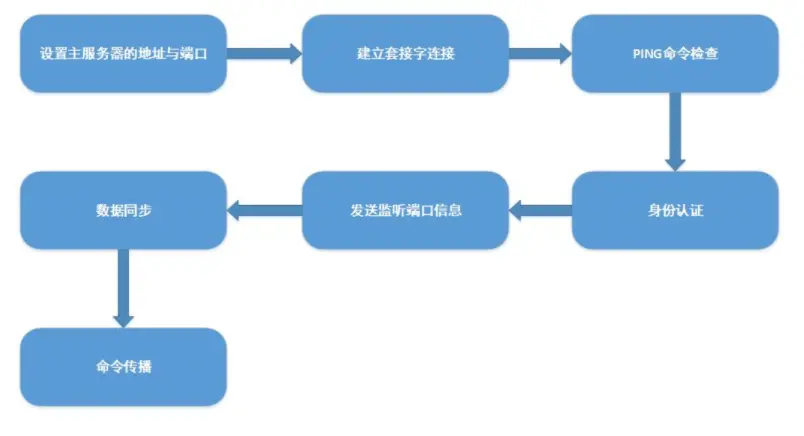 设置主服务器的地址与端口
建立套接字连接
PING命令检查
身份认证
发送监听端口信息
数据同步
命令传播